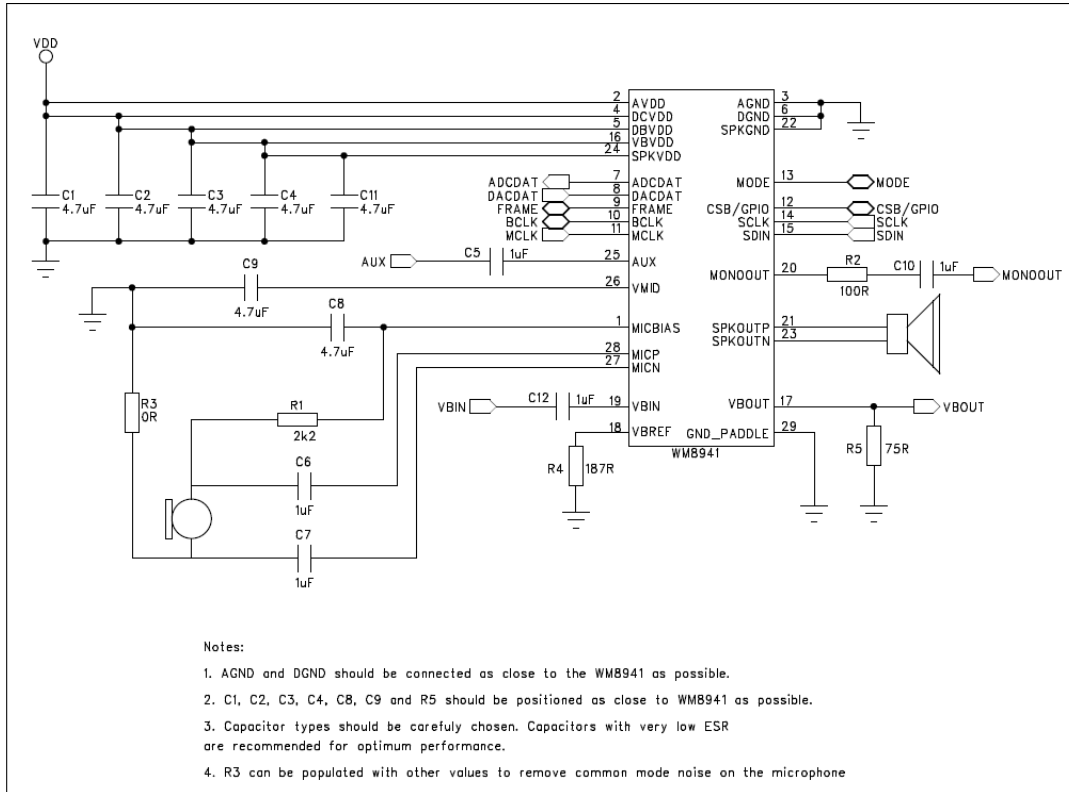 VDD
2 AVDD
4 DCVDD
5 DBVDD
16 VBVDD
24 SPKVDD
AGND 3
DGND 6
SPKGND 22
C1 4.7uF
C2 4.7uF
C3 4.7uF
C4 4.7uF
C11 4.7uF
ADCDAT 7 ADCDAT
DACDAT 8 DACDAT
FRAME 9 FRAME
BCLK 10 BCLK
MCLK 11 MCLK
MODE 13 MODE
CSB/GPIO 12 CSB/GPIO
SCLK 14 SCLK
SDIN 15 SDIN
AUX C5 1uF 25 AUX
C9 4.7uF 26 VMID
C8 4.7uF 1 MICBIAS
28 MICP
27 MICN
MONOOUT 20 R2 100R C10 1uF MONOOUT
SPKOUTP 21
SPKOUTN 23
R3 0R
R1 2k2
VBIN C12 1uF 19 VBIN
18 VBREF
VBOUT 17 VBOUT
GND_PADDLE 29
WM8941
R4 187R
R5 75R
C6 1uF
C7 1uF
Notes:
1. AGND and DGND should be connected as close to the WM8941 as possible.
2. C1, C2, C3, C4, C8, C9 and R5 should be positioned as close to WM8941 as possible.
3. Capacitor types should be carefuly chosen. Capacitors with very low ESR
are recommended for optimum performance.
4. R3 can be populated with other values to remove common mode noise on the microphone